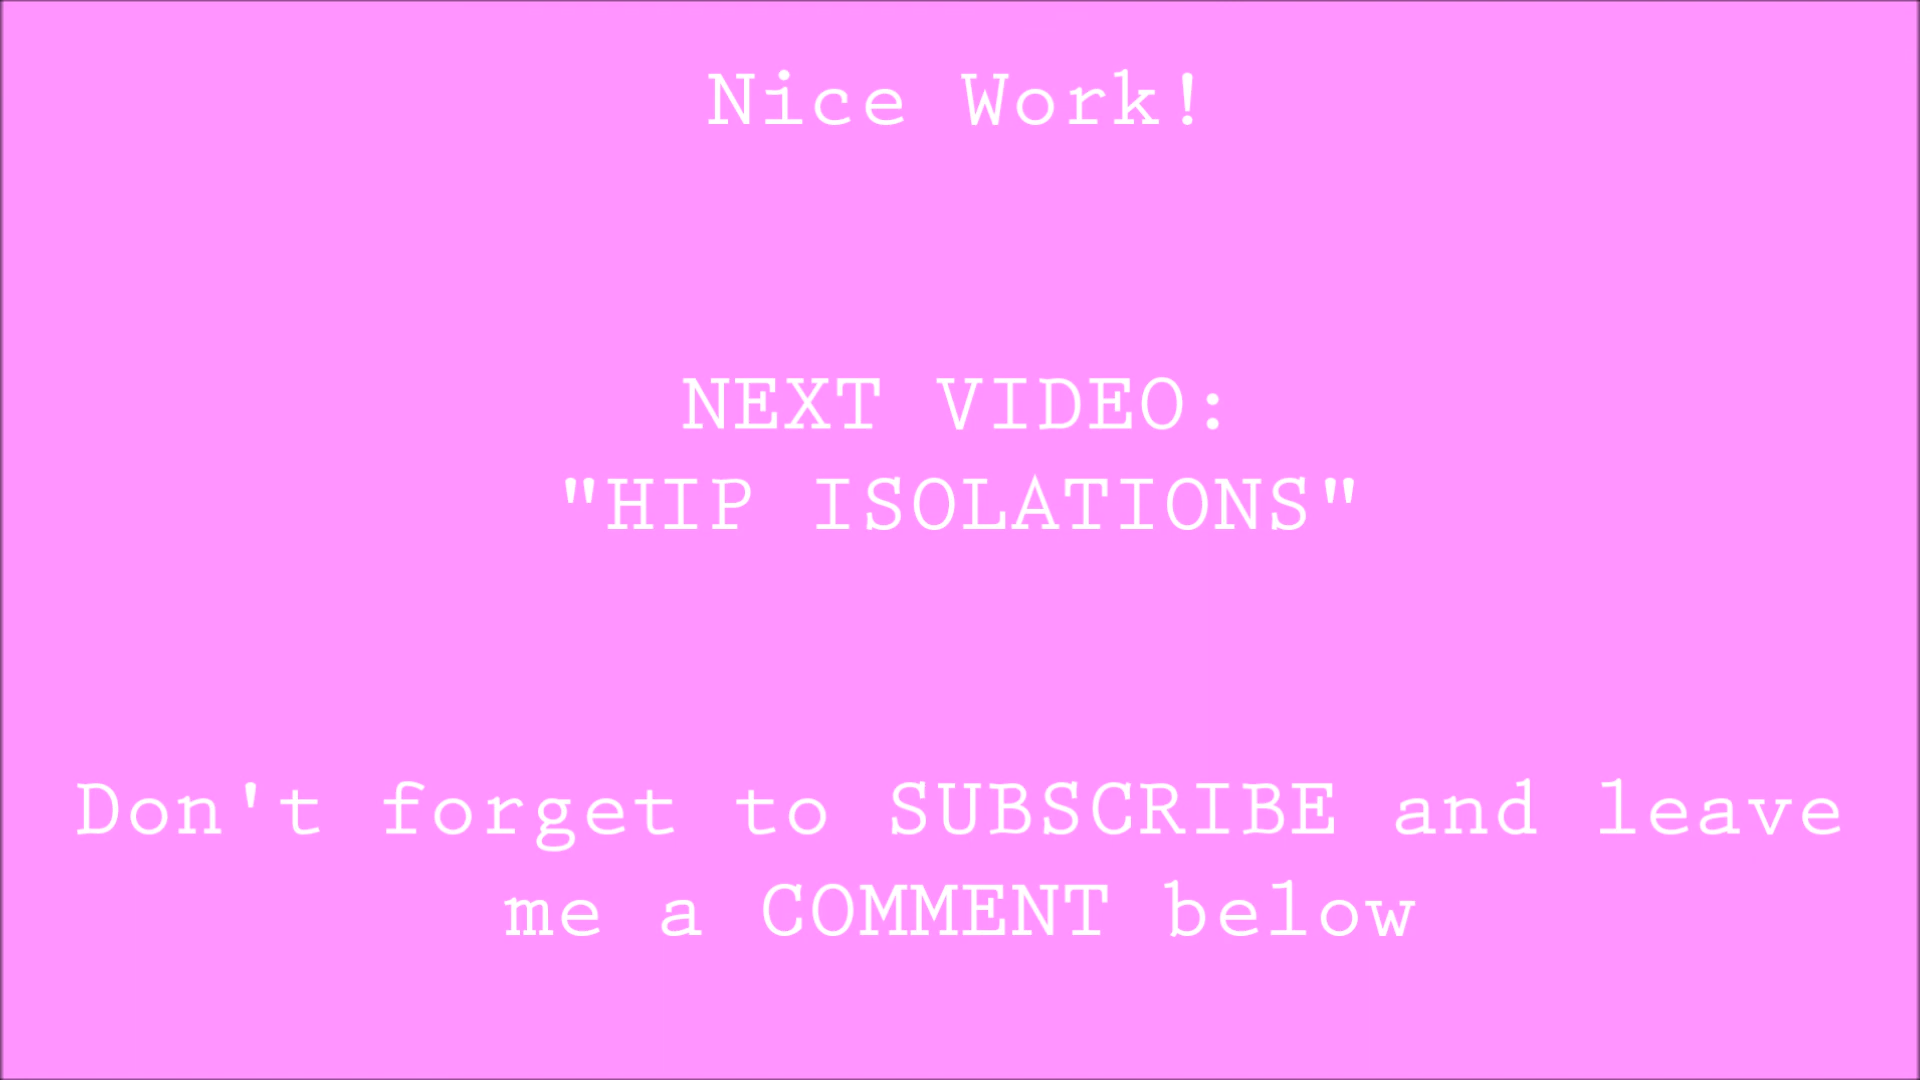 Nice Work!
NEXT VIDEO:
"HIP ISOLATIONS"
Don't forget to SUBSCRIBE and leave
me a COMMENT below